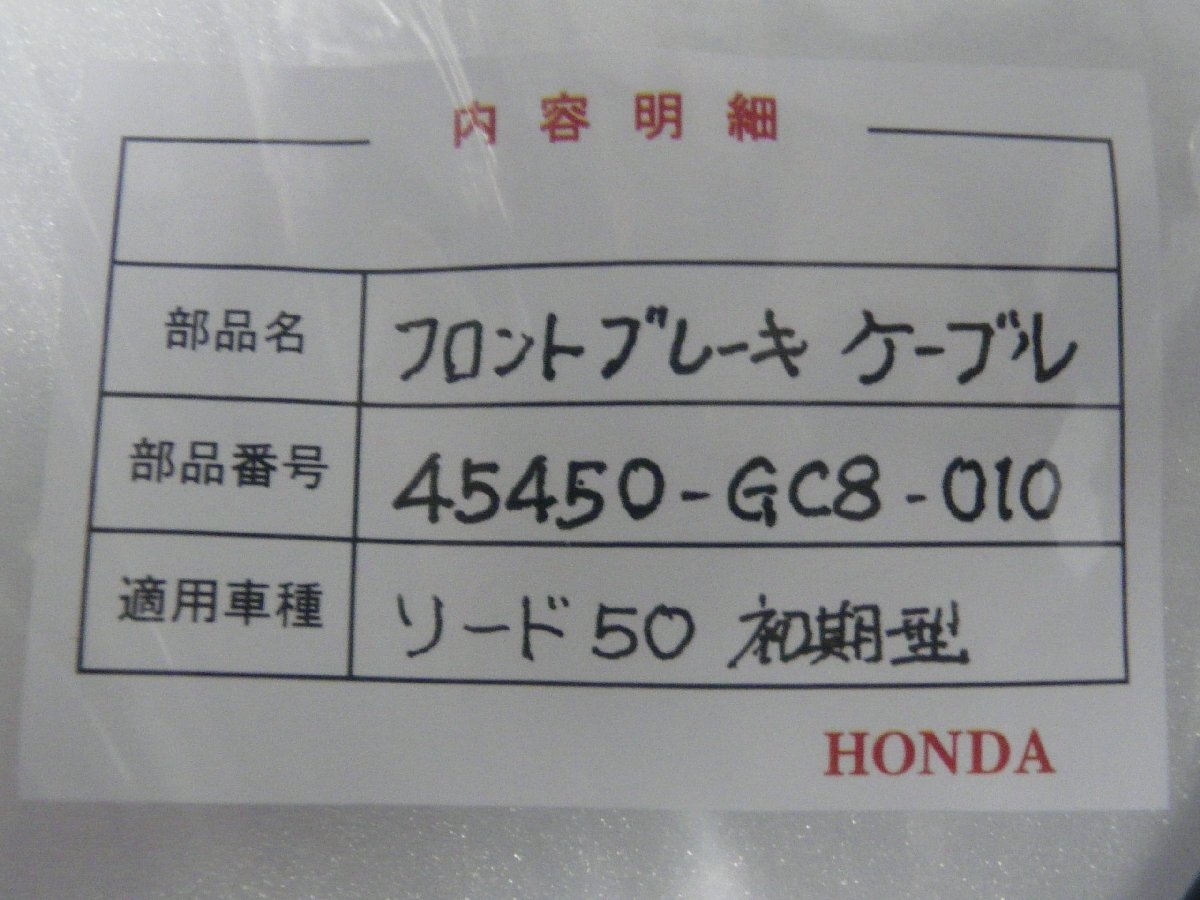 内容明細
部品名 フロントブレーキ ケーブル
部品番号 45450-GC8-010
適用車種 リード50 初期型
HONDA